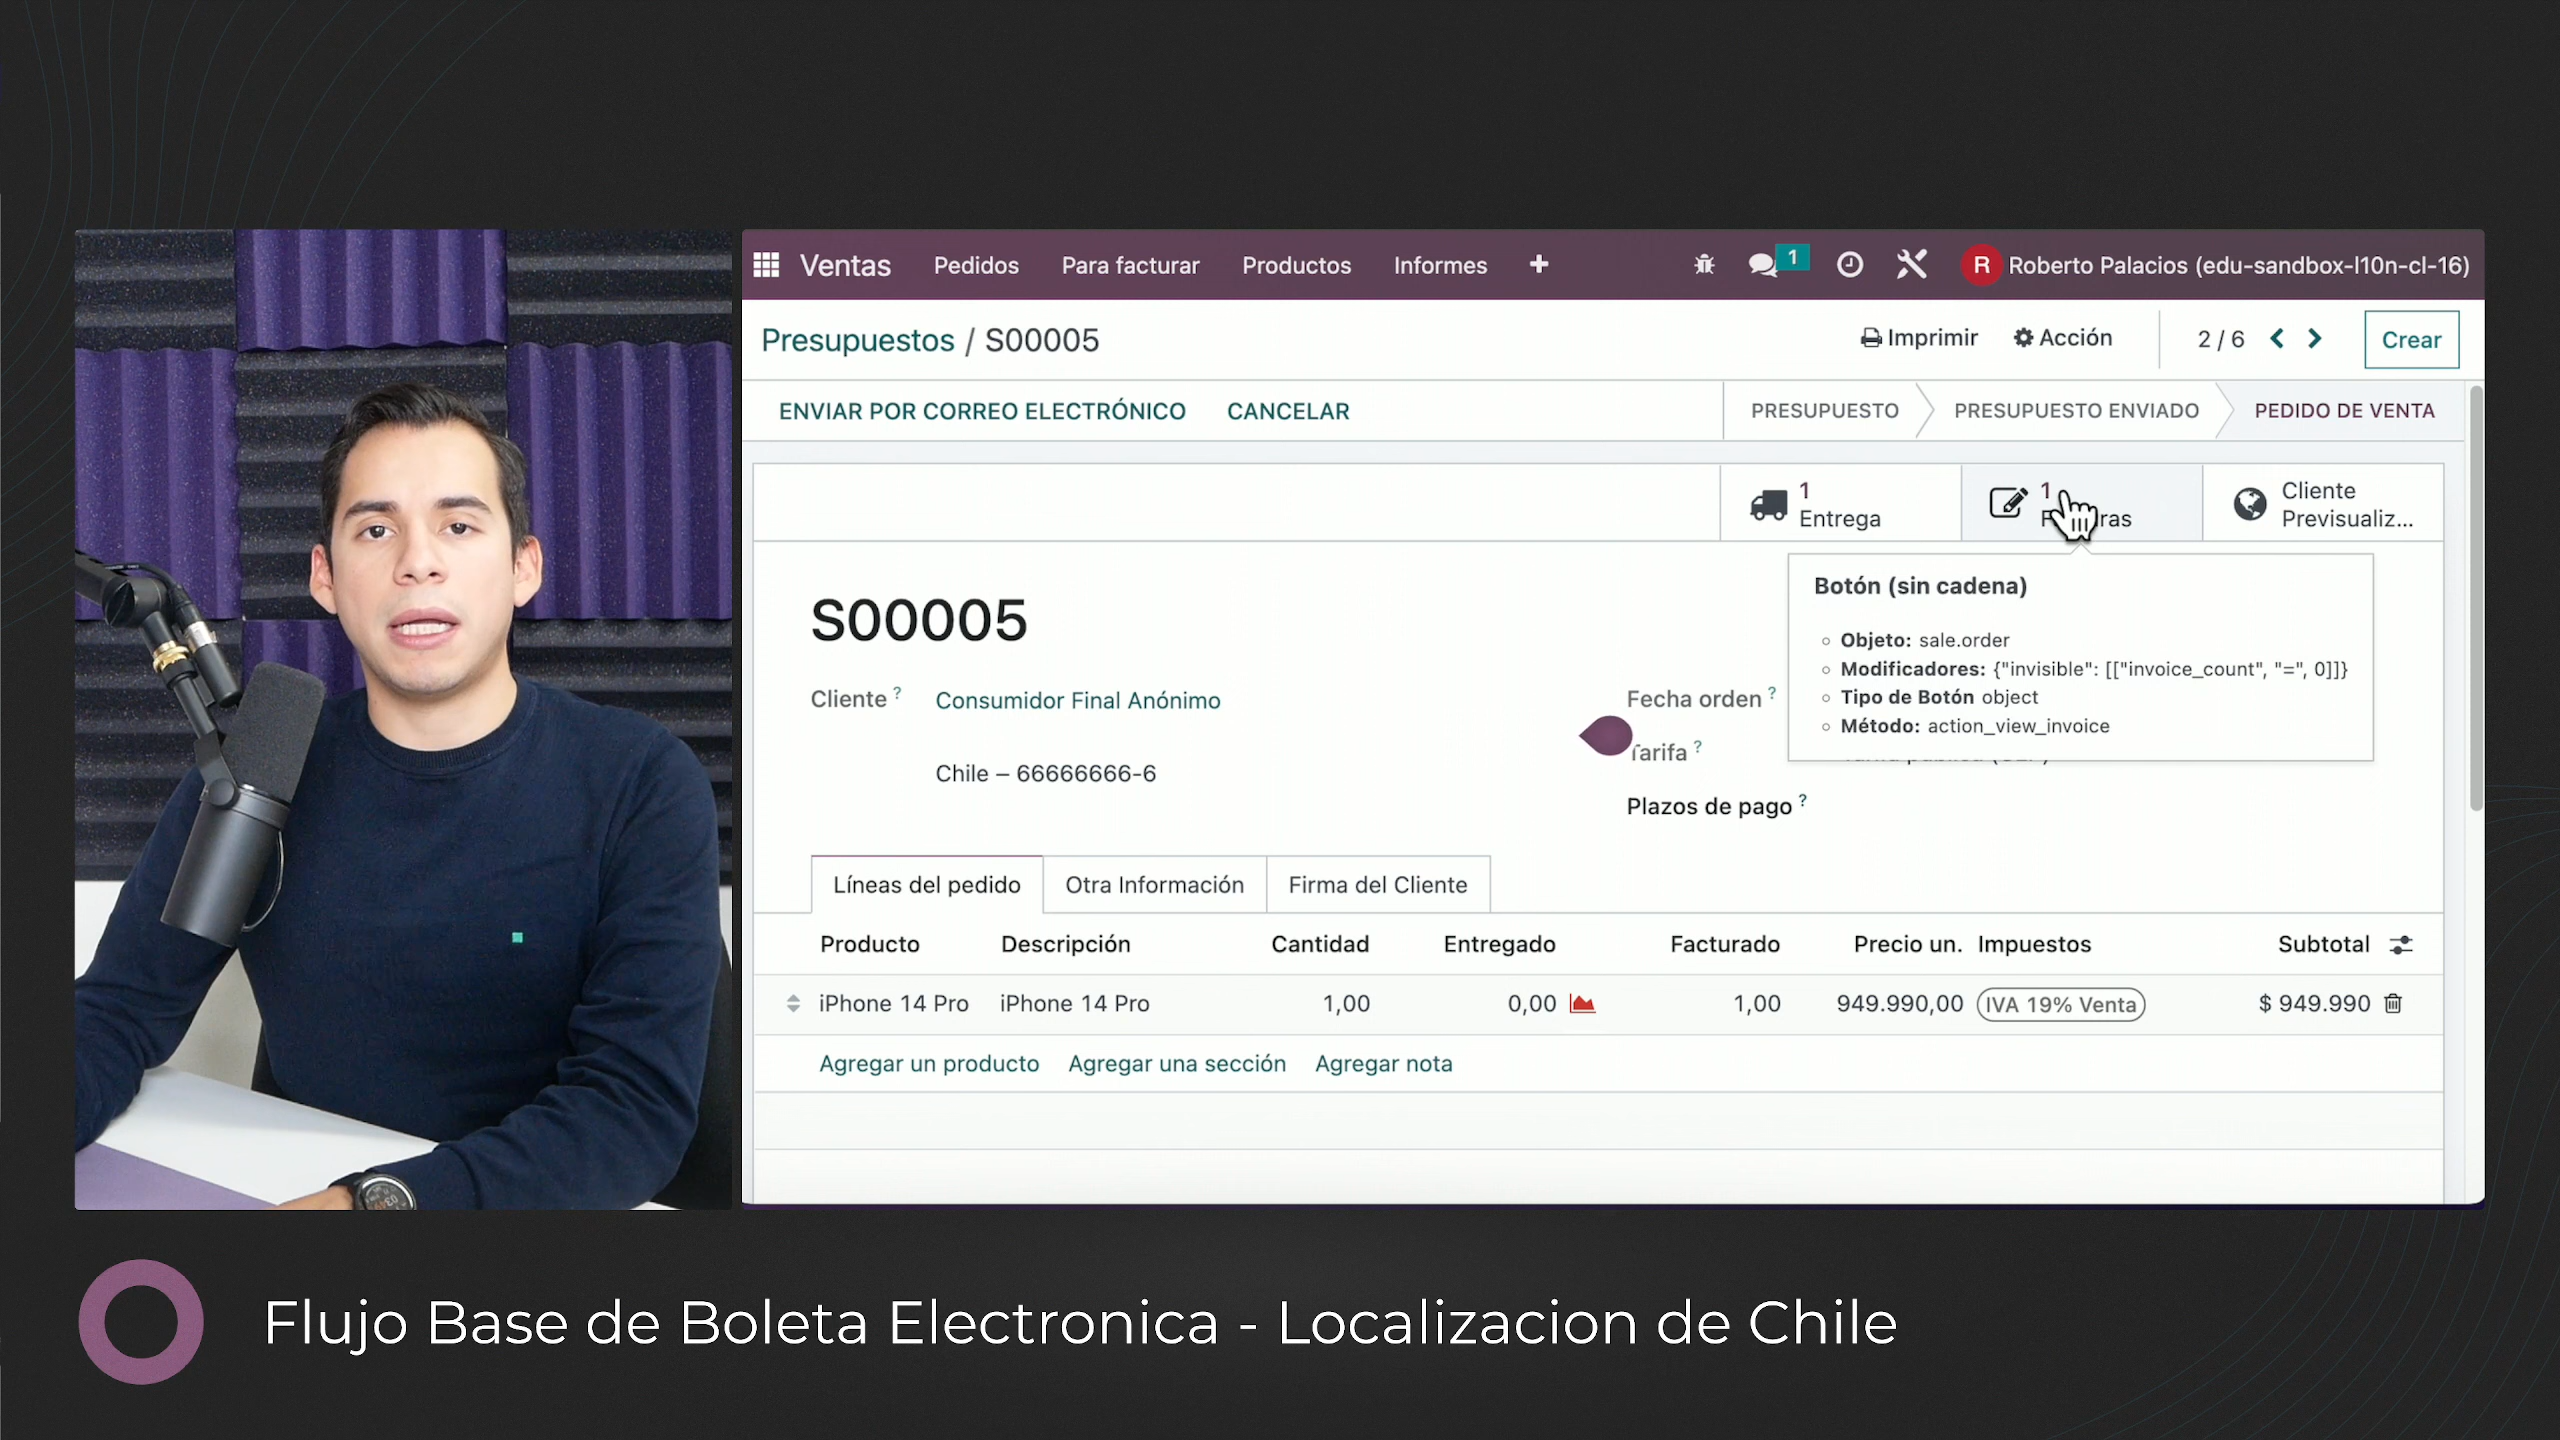 Ventas Pedidos Para facturar Productos Informes + 1 R Roberto Palacios (edu-sandbox-l10n-cl-16)
Presupuestos / S00005 Imprimir Acción 2 / 6 Crear
ENVIAR POR CORREO ELECTRÓNICO CANCELAR PRESUPUESTO PRESUPUESTO ENVIADO PEDIDO DE VENTA
1 Entrega
1
Cliente Previsualiz...
Botón (sin cadena)
Objeto: sale.order
Modificadores: {"invisible": [["invoice_count", "=", 0]]}
Tipo de Botón object
Método: action_view_invoice
S00005
Cliente ? Consumidor Final Anónimo Fecha orden ?
Tarifa ?
Chile – 66666666-6
Plazos de pago ?
Líneas del pedido Otra Información Firma del Cliente
Producto Descripción Cantidad Entregado Facturado Precio un. Impuestos Subtotal
iPhone 14 Pro iPhone 14 Pro 1,00 0,00 1,00 949.990,00 IVA 19% Venta $ 949.990
Agregar un producto Agregar una sección Agregar nota
Flujo Base de Boleta Electronica - Localizacion de Chile